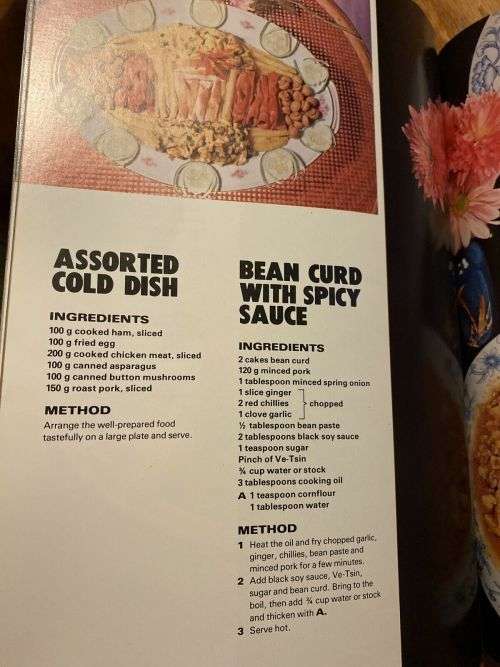 ASSORTED
COLD DISH
INGREDIENTS
100 g cooked ham, sliced
100 g fried egg
200 g cooked chicken meat, sliced
100 g canned asparagus
100 g canned button mushrooms
150 g roast pork, sliced
METHOD
Arrange the well-prepared food
tastefully on a large plate and serve.
BEAN CURD
WITH SPICY
SAUCE
INGREDIENTS
2 cakes bean curd
120 g minced pork
1 tablespoon minced spring onion
1 slice ginger
2 red chillies chopped
1 clove garlic
½ tablespoon bean paste
2 tablespoons black soy sauce
1 teaspoon sugar
Pinch of Ve-Tsin
¾ cup water or stock
3 tablespoons cooking oil
A 1 teaspoon cornflour
1 tablespoon water
METHOD
1 Heat the oil and fry chopped garlic,
ginger, chillies, bean paste and
minced pork for a few minutes.
2 Add black soy sauce, Ve-Tsin,
sugar and bean curd. Bring to the
boil, then add ¾ cup water or stock
and thicken with A.
3 Serve hot.